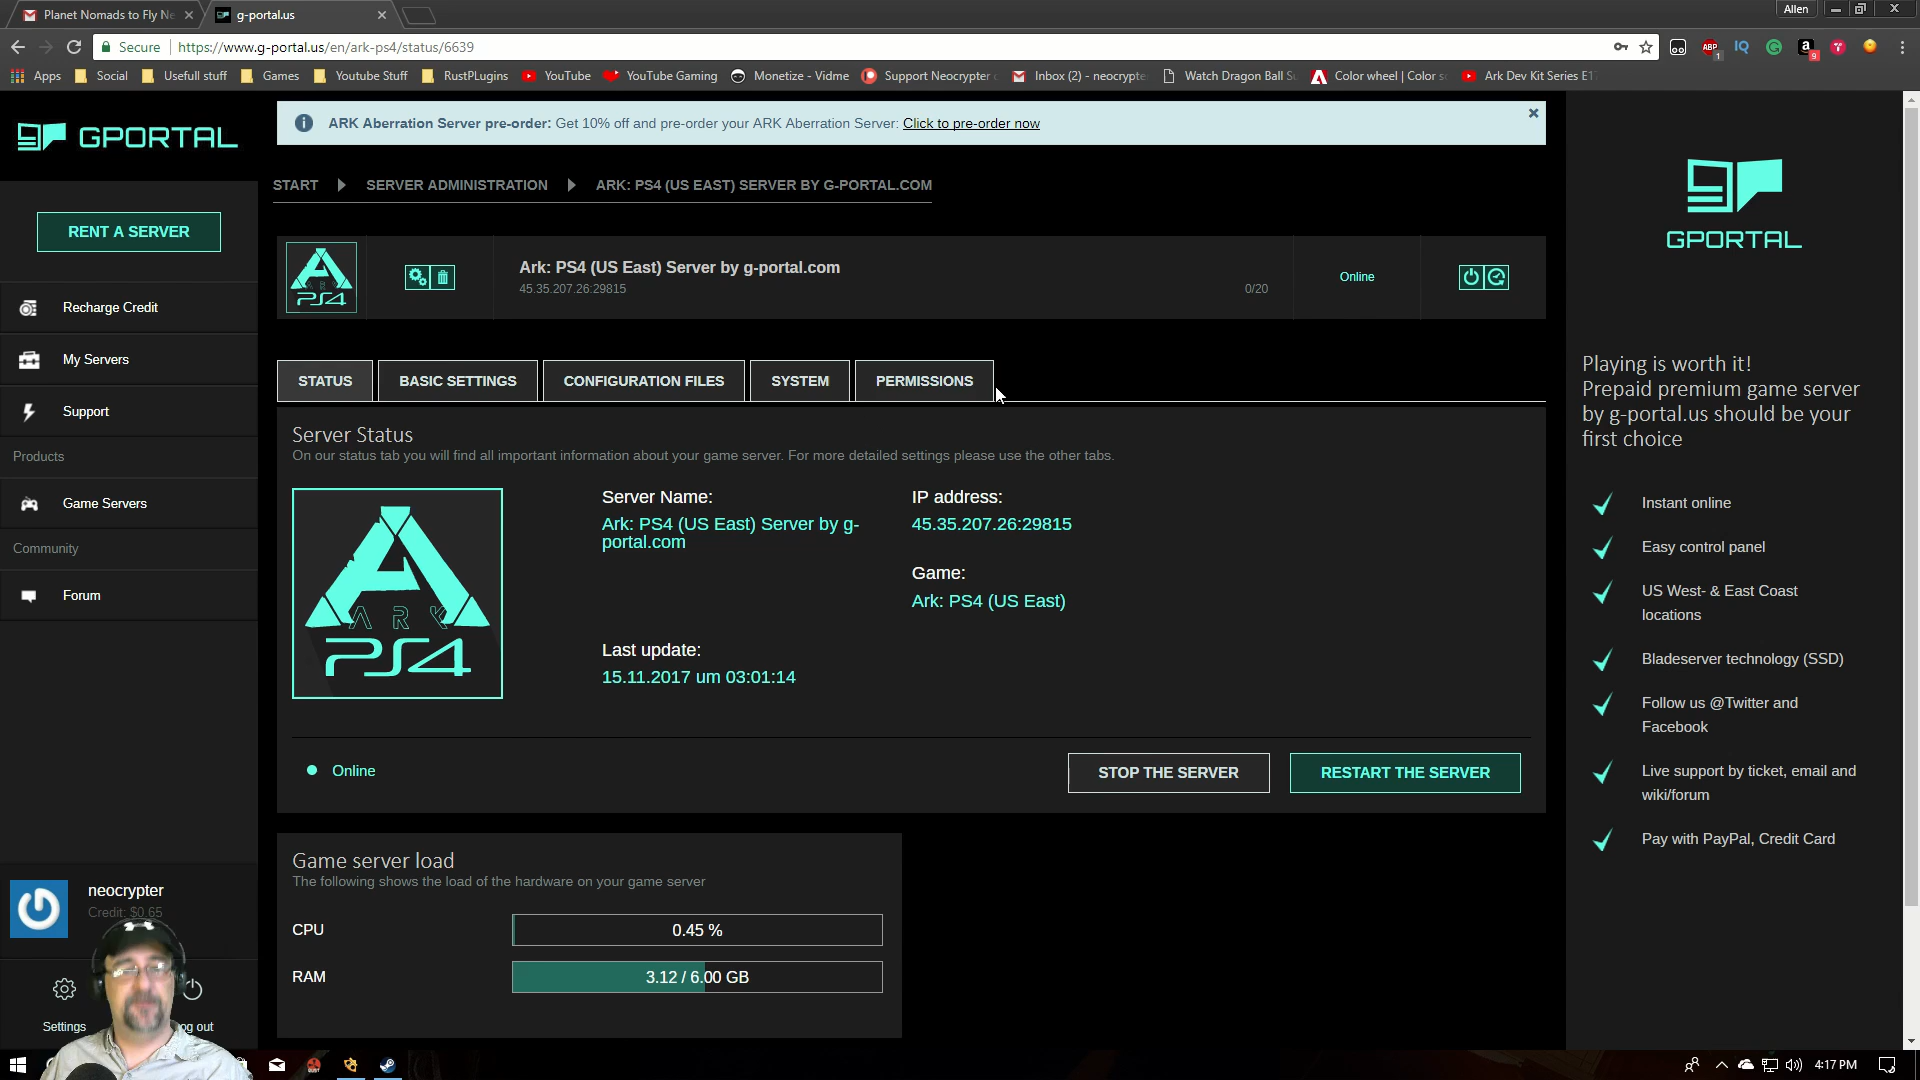 Planet Nomads to Fly Ne
g-portal.us
Allen
Secure
https://www.g-portal.us/en/ark-ps4/status/6639
Apps
Social
Usefull stuff
Games
Youtube Stuff
RustPLugins
YouTube
YouTube Gaming
Monetize - Vidme
Support Neocrypter
Inbox (2) - neocrypte
Watch Dragon Ball Su
Color wheel | Color s
Ark Dev Kit Series E17
ABP
1
IQ
a
9
GPORTAL
ARK Aberration Server pre-order: Get 10% off and pre-order your ARK Aberration Server: Click to pre-order now
START
SERVER ADMINISTRATION
ARK: PS4 (US EAST) SERVER BY G-PORTAL.COM
RENT A SERVER
Recharge Credit
My Servers
Support
Products
Game Servers
Community
Forum
PS4
Ark: PS4 (US East) Server by g-portal.com
45.35.207.26:29815
0/20
Online
STATUS
BASIC SETTINGS
CONFIGURATION FILES
SYSTEM
PERMISSIONS
Server Status
On our status tab you will find all important information about your game server. For more detailed settings please use the other tabs.
ARK
PS4
Server Name:
Ark: PS4 (US East) Server by g-
portal.com
IP address:
45.35.207.26:29815
Game:
Ark: PS4 (US East)
Last update:
15.11.2017 um 03:01:14
Online
STOP THE SERVER
RESTART THE SERVER
Game server load
The following shows the load of the hardware on your game server
CPU
0.45 %
RAM
3.12 / 6.00 GB
neocrypter
Credit: $0.65
Settings
og out
GPORTAL
Playing is worth it!
Prepaid premium game server
by g-portal.us should be your
first choice
Instant online
Easy control panel
US West- & East Coast
locations
Bladeserver technology (SSD)
Follow us @Twitter and
Facebook
Live support by ticket, email and
wiki/forum
Pay with PayPal, Credit Card
4:17 PM